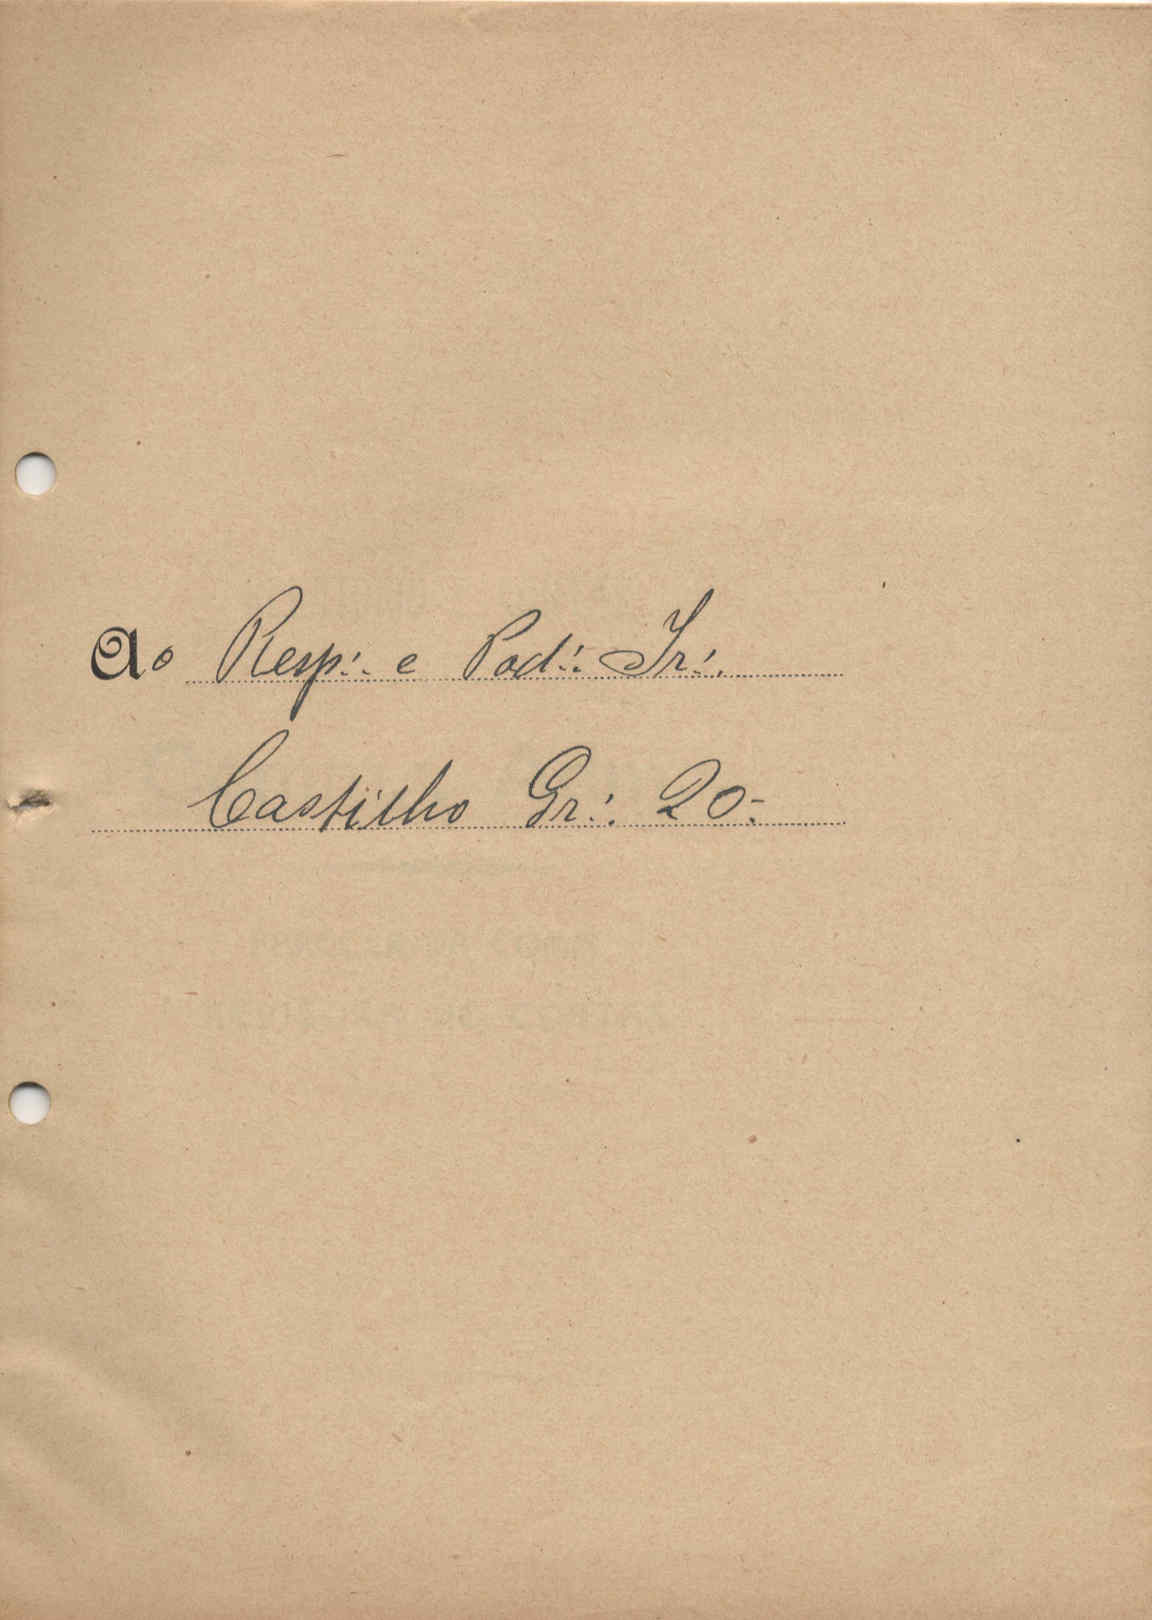 Ao Resp∴ e Pod∴ Ir∴
Castilho Gr∴ 20∴